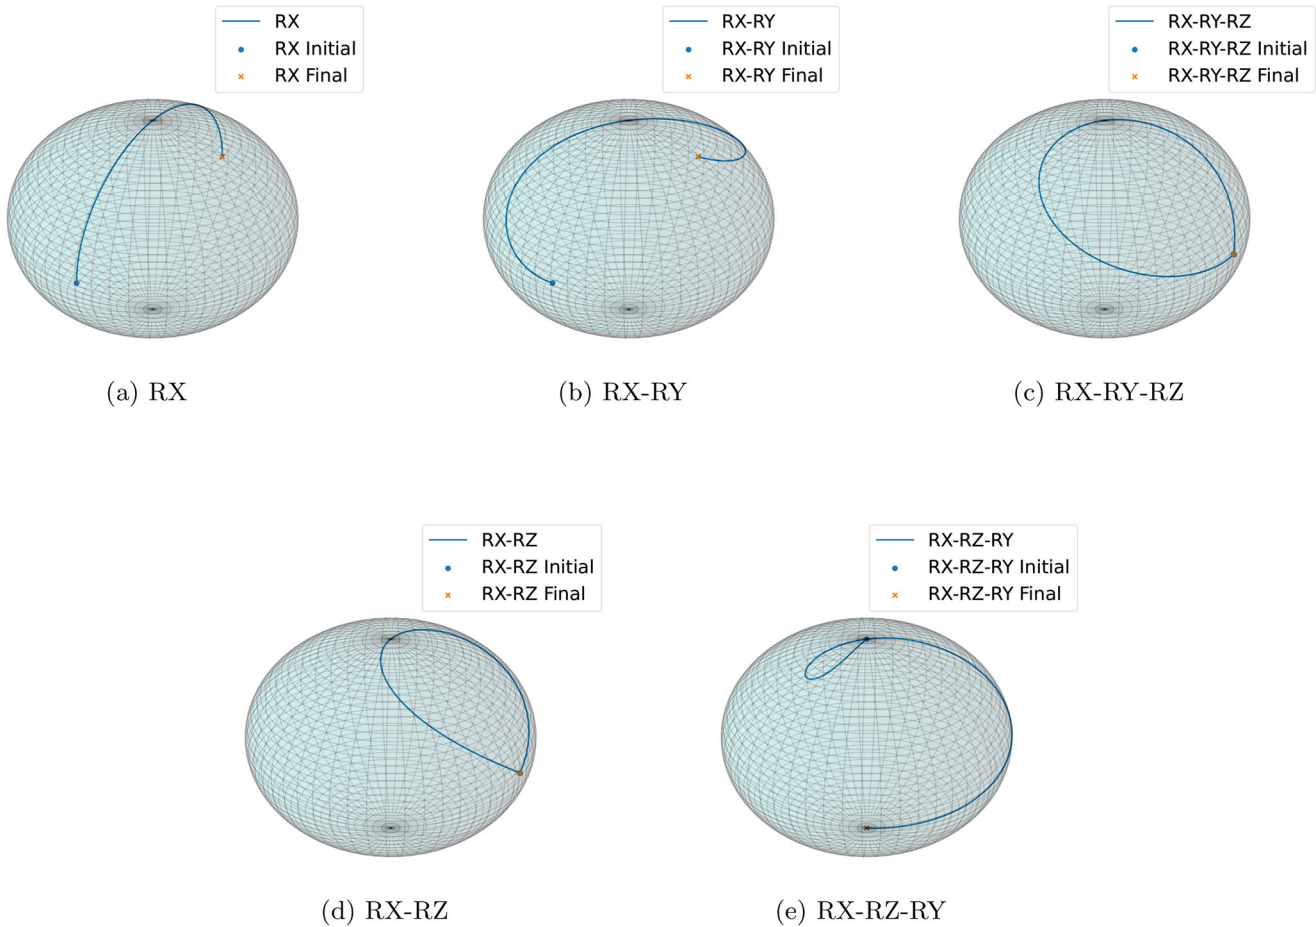 RX
RX Initial
RX Final
(a) RX
RX-RY
RX-RY Initial
RX-RY Final
(b) RX-RY
RX-RY-RZ
RX-RY-RZ Initial
RX-RY-RZ Final
(c) RX-RY-RZ
RX-RZ
RX-RZ Initial
RX-RZ Final
(d) RX-RZ
RX-RZ-RY
RX-RZ-RY Initial
RX-RZ-RY Final
(e) RX-RZ-RY